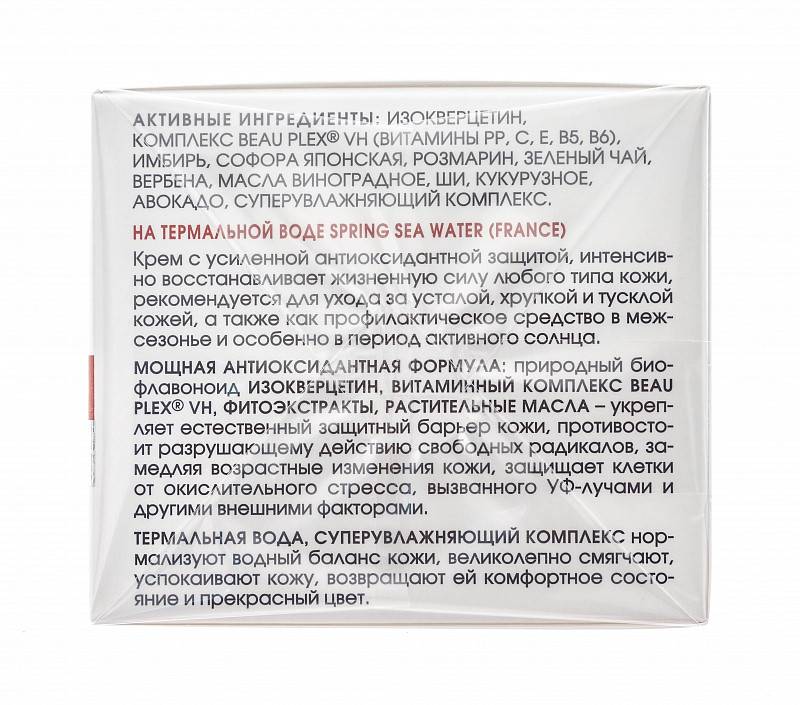 АКТИВНЫЕ ИНГРЕДИЕНТЫ: ИЗОКВЕРЦЕТИН,
КОМПЛЕКС BEAU PLEX® VH (ВИТАМИНЫ PP, C, E, B5, B6),
ИМБИРЬ, СОФОРА ЯПОНСКАЯ, РОЗМАРИН, ЗЕЛЕНЫЙ ЧАЙ,
ВЕРБЕНА, МАСЛА ВИНОГРАДНОЕ, ШИ, КУКУРУЗНОЕ,
АВОКАДО, СУПЕРУВЛАЖНЯЮЩИЙ КОМПЛЕКС.
НА ТЕРМАЛЬНОЙ ВОДЕ SPRING SEA WATER (FRANCE)
Крем с усиленной антиоксидантной защитой, интенсив-
но восстанавливает жизненную силу любого типа кожи,
рекомендуется для ухода за усталой, хрупкой и тусклой
кожей, а также как профилактическое средство в меж-
сезонье и особенно в период активного солнца.
МОЩНАЯ АНТИОКСИДАНТНАЯ ФОРМУЛА: природный био-
флавоноид ИЗОКВЕРЦЕТИН, ВИТАМИННЫЙ КОМПЛЕКС BEAU
PLEX® VH, ФИТОЭКСТРАКТЫ, РАСТИТЕЛЬНЫЕ МАСЛА – укреп-
ляет естественный защитный барьер кожи, противосто-
ит разрушающему действию свободных радикалов, за-
медляя возрастные изменения кожи, защищает клетки
от окислительного стресса, вызванного УФ-лучами и
другими внешними факторами.
ТЕРМАЛЬНАЯ ВОДА, СУПЕРУВЛАЖНЯЮЩИЙ КОМПЛЕКС нор-
мализуют водный баланс кожи, великолепно смягчают,
успокаивают кожу, возвращают ей комфортное состо-
яние и прекрасный цвет.